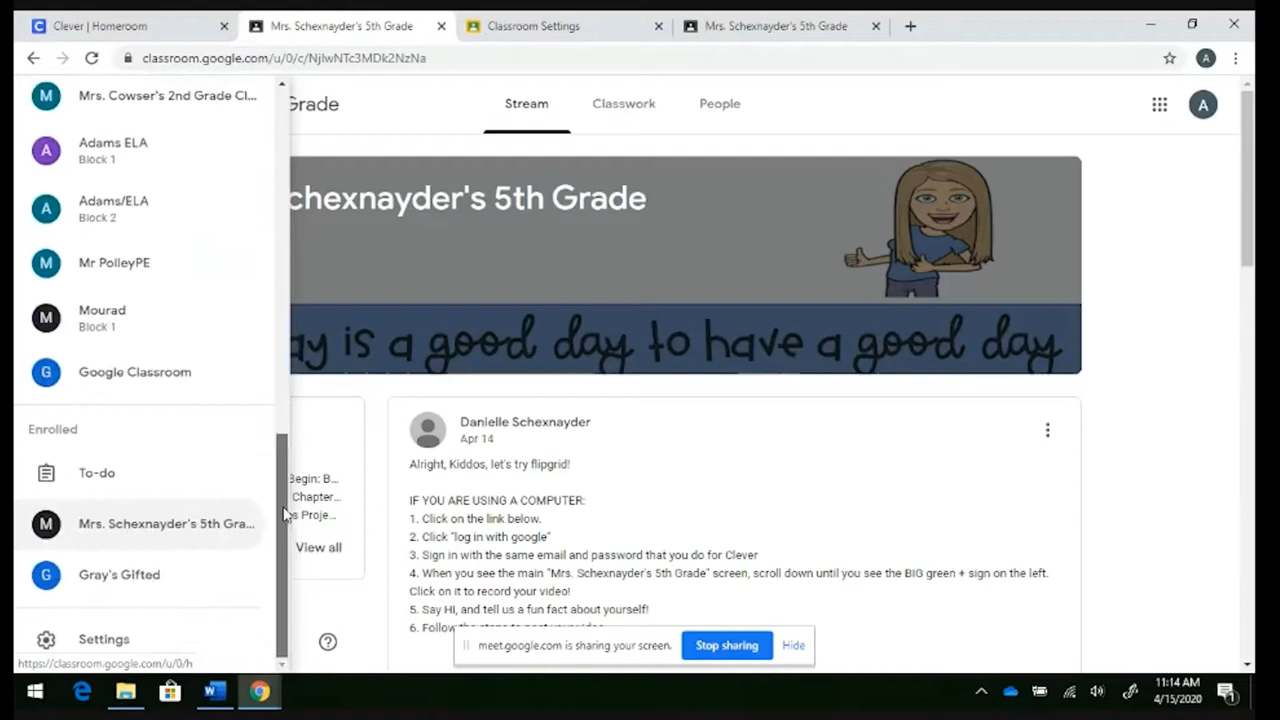 Clever | Homeroom
Mrs. Schexnayder's 5th Grade
Classroom Settings
Mrs. Schexnayder's 5th Grade
classroom.google.com/u/0/c/NjIwNTc3MDk2NzNa
A
M
Mrs. Cowser's 2nd Grade Cl...
A
Adams ELA
Block 1
A
Adams/ELA
Block 2
M
Mr PolleyPE
M
Mourad
Block 1
G
Google Classroom
Enrolled
To-do
M
Mrs. Schexnayder's 5th Gra...
G
Gray's Gifted
Settings
https://classroom.google.com/u/0/h
Grade
Stream
Classwork
People
A
chexnayder's 5th Grade
ay is a good day to have a good day
Begin: B...
Chapter...
s Proje...
View all
Danielle Schexnayder
Apr 14
Alright, Kiddos, let's try flipgrid!
IF YOU ARE USING A COMPUTER:
1. Click on the link below.
2. Click "log in with google"
3. Sign in with the same email and password that you do for Clever
4. When you see the main "Mrs. Schexnayder's 5th Grade" screen, scroll down until you see the BIG green + sign on the left.
Click on it to record your video!
5. Say Hi, and tell us a fun fact about yourself!
6. Follow
meet.google.com is sharing your screen.
Stop sharing
Hide
11:14 AM
4/15/2020
1